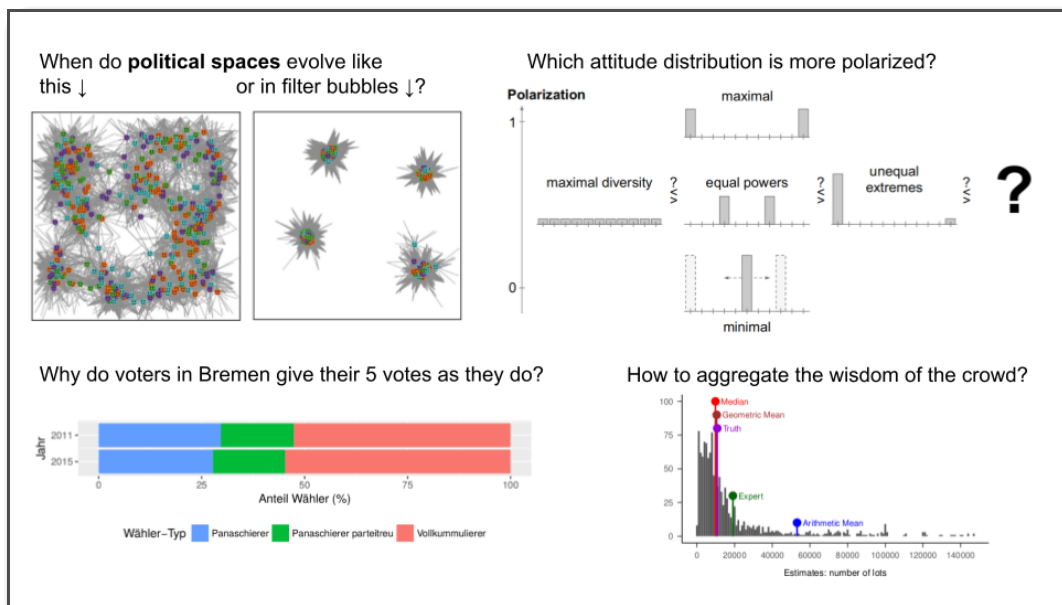 When do political spaces evolve like
this ↓ or in filter bubbles ↓?
Which attitude distribution is more polarized?
Polarization
1
0
maximal
maximal diversity
? < >
equal powers
? < >
unequal
extremes
? < >
?
minimal
Why do voters in Bremen give their 5 votes as they do?
Jahr
2011
2015
0 25 50 75 100
Anteil Wähler (%)
Wähler-Typ Panaschierer Panaschierer parteitreu Vollkummulierer
How to aggregate the wisdom of the crowd?
100
75
50
25
0
Median
Geometric Mean
Truth
Expert
Arithmetic Mean
0 20000 40000 60000 80000 100000 120000 140000
Estimates: number of lots